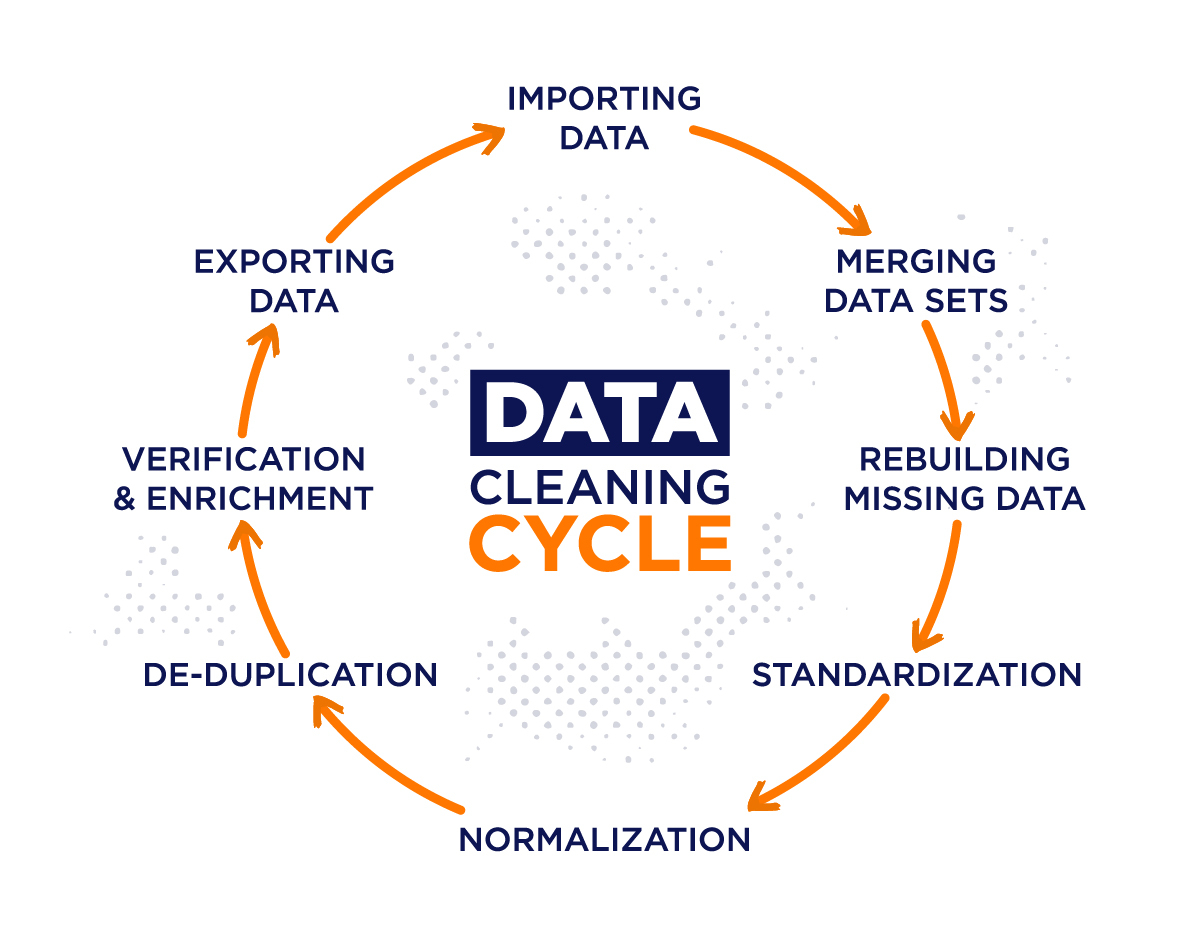 IMPORTING
DATA
MERGING
DATA SETS
REBUILDING
MISSING DATA
STANDARDIZATION
NORMALIZATION
DE-DUPLICATION
VERIFICATION
& ENRICHMENT
EXPORTING
DATA
DATA
CLEANING
CYCLE